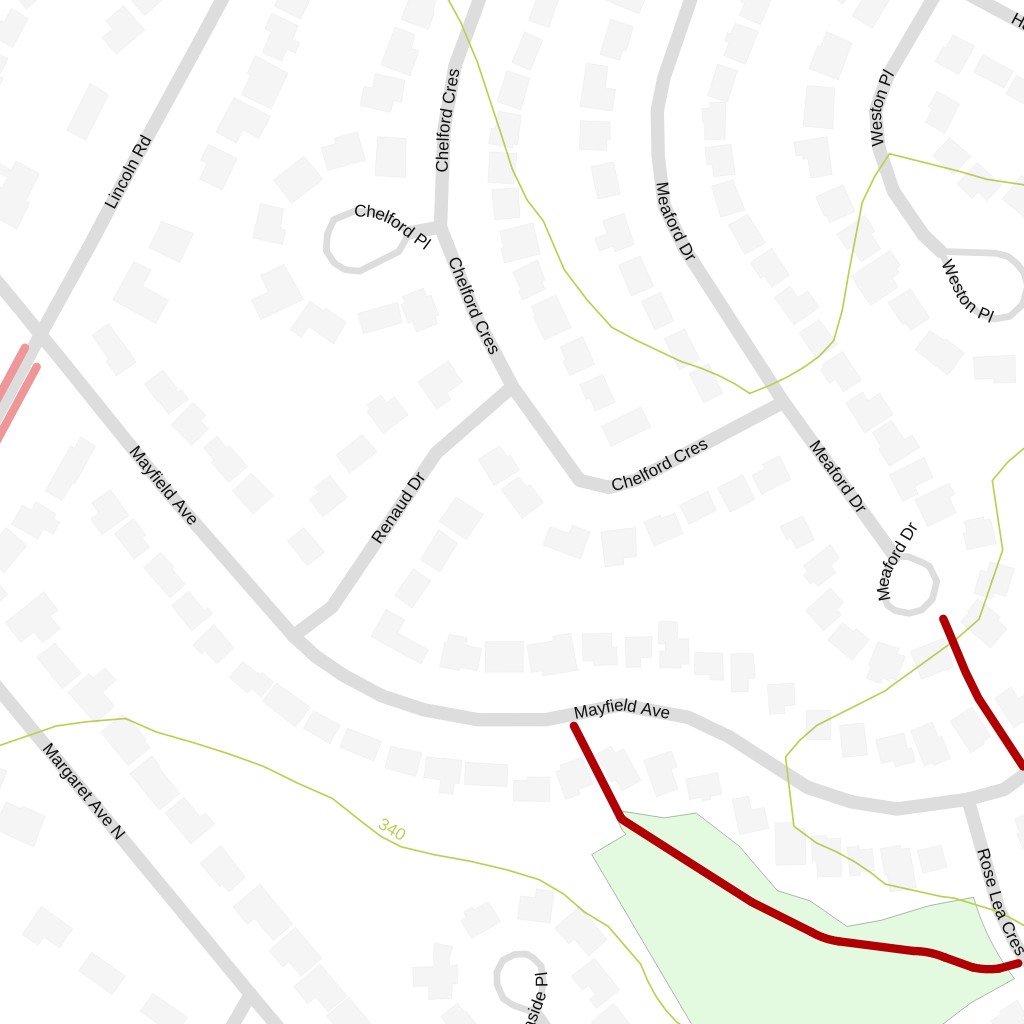 Chelford Cres
Weston Pl
Lincoln Rd
Meaford Dr
Chelford Pl
Chelford Cres
Weston Pl
Chelford Cres
Mayfield Ave
Meaford Dr
Renaud Dr
Meaford Dr
Mayfield Ave
Margaret Ave N
340
Rose Lea Cres